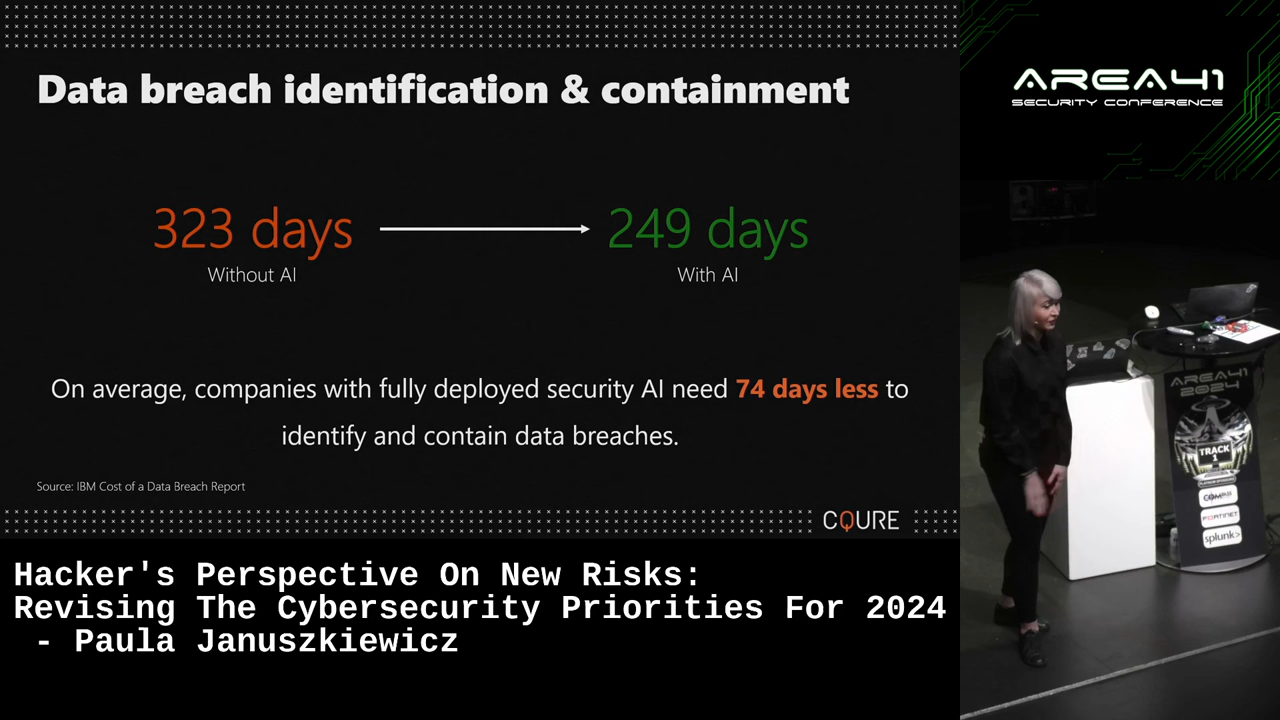 Data breach identification & containment
323 days
Without AI
249 days
With AI
On average, companies with fully deployed security AI need 74 days less to
identify and contain data breaches.
Source: IBM Cost of a Data Breach Report
CQURE
Hacker's Perspective On New Risks:
Revising The Cybersecurity Priorities For 2024
- Paula Januszkiewicz
AREA41
SECURITY CONFERENCE
AREA41
2024
TRACK
1
COMPASS
FORTINET
splunk>